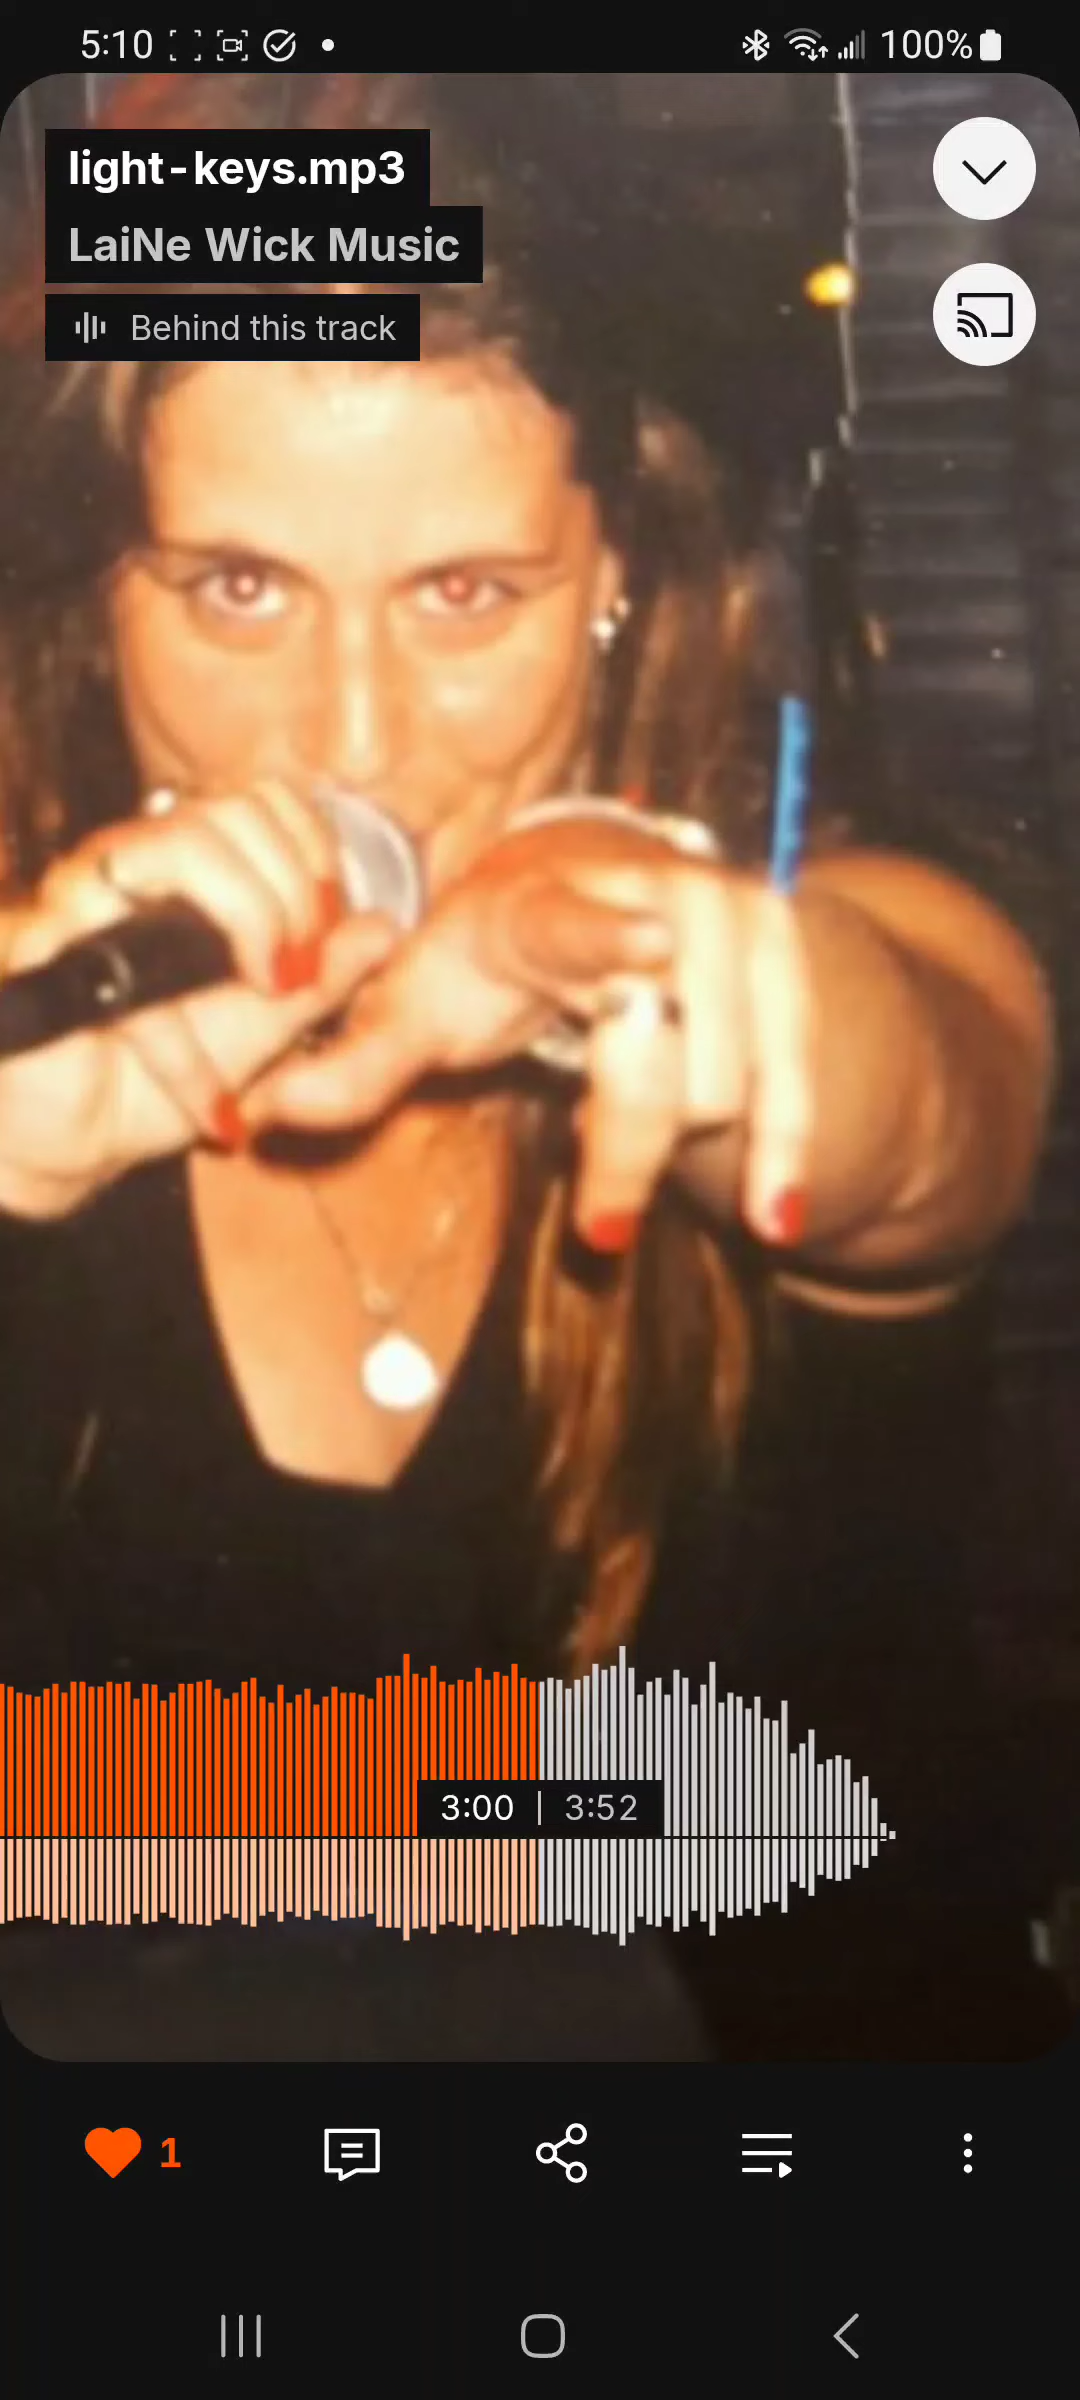 5:10
100%
light-keys.mp3
LaiNe Wick Music
Behind this track
3:00 | 3:52
1